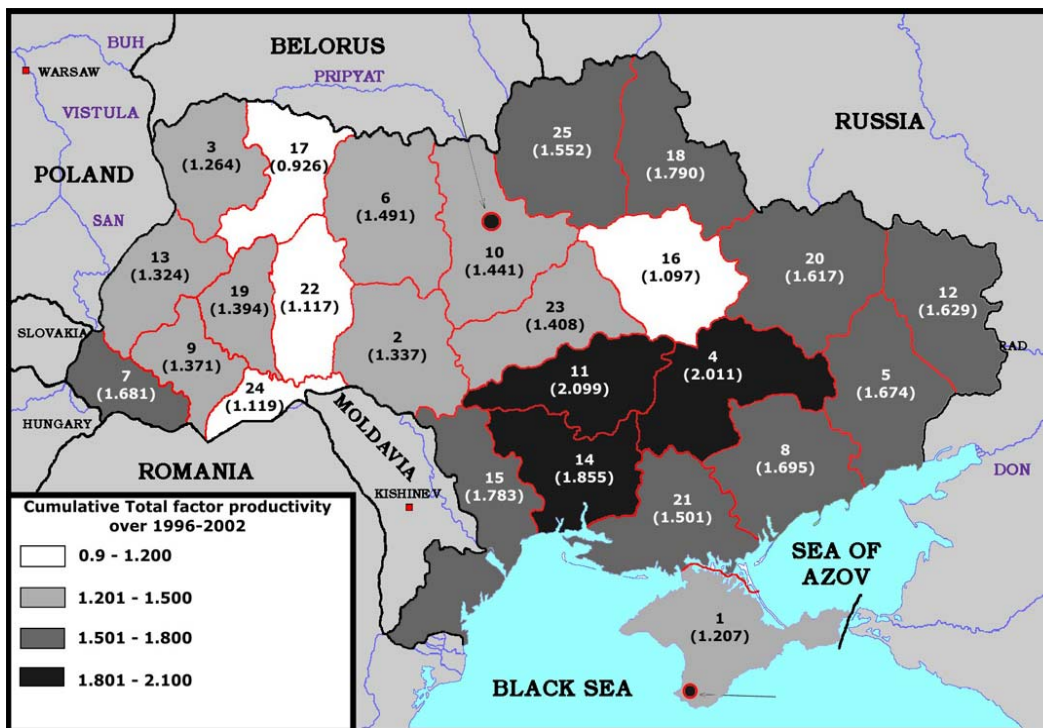 BUH
BELORUS
WARSAW
PRIPYAT
VISTULA
RUSSIA
POLAND
SAN
3
(1.264)
17
(0.926)
25
(1.552)
18
(1.790)
6
(1.491)
10
(1.441)
13
(1.324)
19
(1.394)
22
(1.117)
16
(1.097)
20
(1.617)
12
(1.629)
23
(1.408)
2
(1.337)
SLOVAKIA
9
(1.371)
7
(1.681)
24
(1.119)
11
(2.099)
4
(2.011)
5
(1.674)
RAD
HUNGARY
MOLDAVIA
ROMANIA
KISHINEV
15
(1.783)
14
(1.855)
8
(1.695)
21
(1.501)
DON
SEA OF
AZOV
1
(1.207)
BLACK SEA
Cumulative Total factor productivity
over 1996-2002
0.9 - 1.200
1.201 - 1.500
1.501 - 1.800
1.801 - 2.100